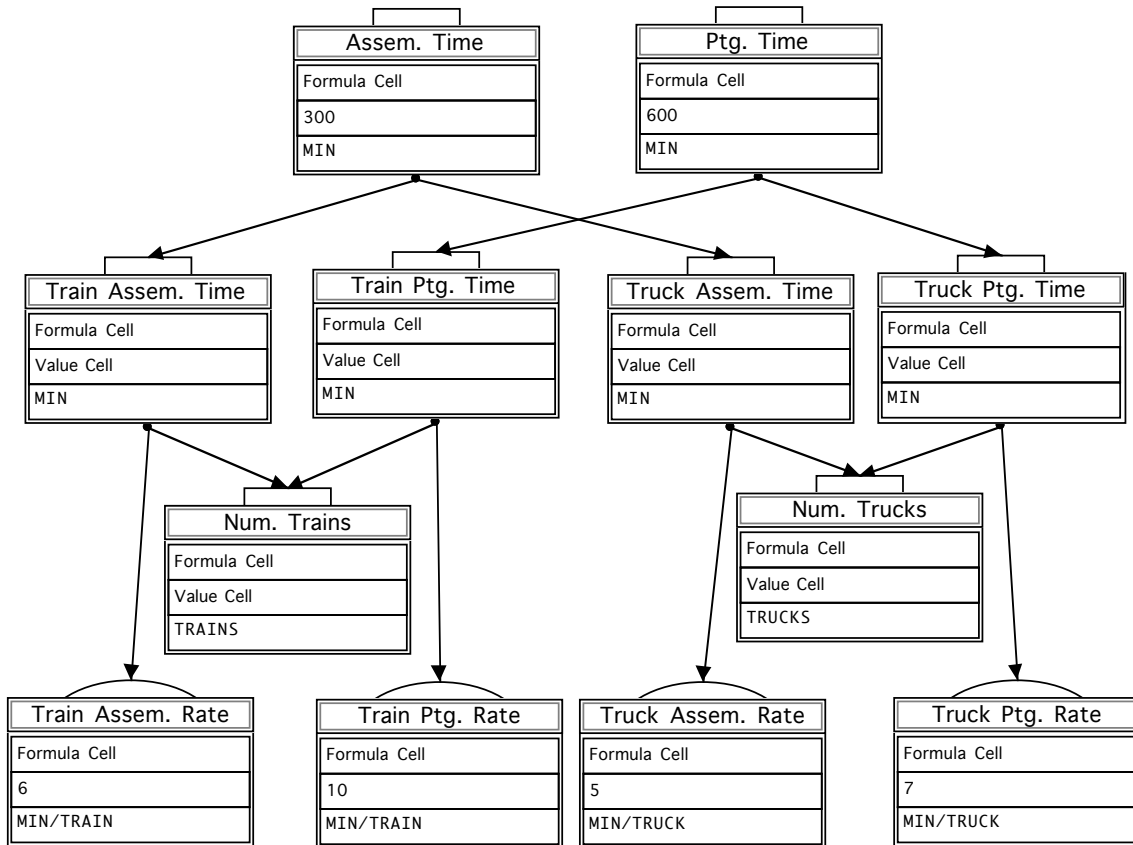 Assem. Time
Formula Cell
300
MIN
Ptg. Time
Formula Cell
600
MIN
Train Assem. Time
Formula Cell
Value Cell
MIN
Train Ptg. Time
Formula Cell
Value Cell
MIN
Truck Assem. Time
Formula Cell
Value Cell
MIN
Truck Ptg. Time
Formula Cell
Value Cell
MIN
Num. Trains
Formula Cell
Value Cell
TRAINS
Num. Trucks
Formula Cell
Value Cell
TRUCKS
Train Assem. Rate
Formula Cell
6
MIN/TRAIN
Train Ptg. Rate
Formula Cell
10
MIN/TRAIN
Truck Assem. Rate
Formula Cell
5
MIN/TRUCK
Truck Ptg. Rate
Formula Cell
7
MIN/TRUCK